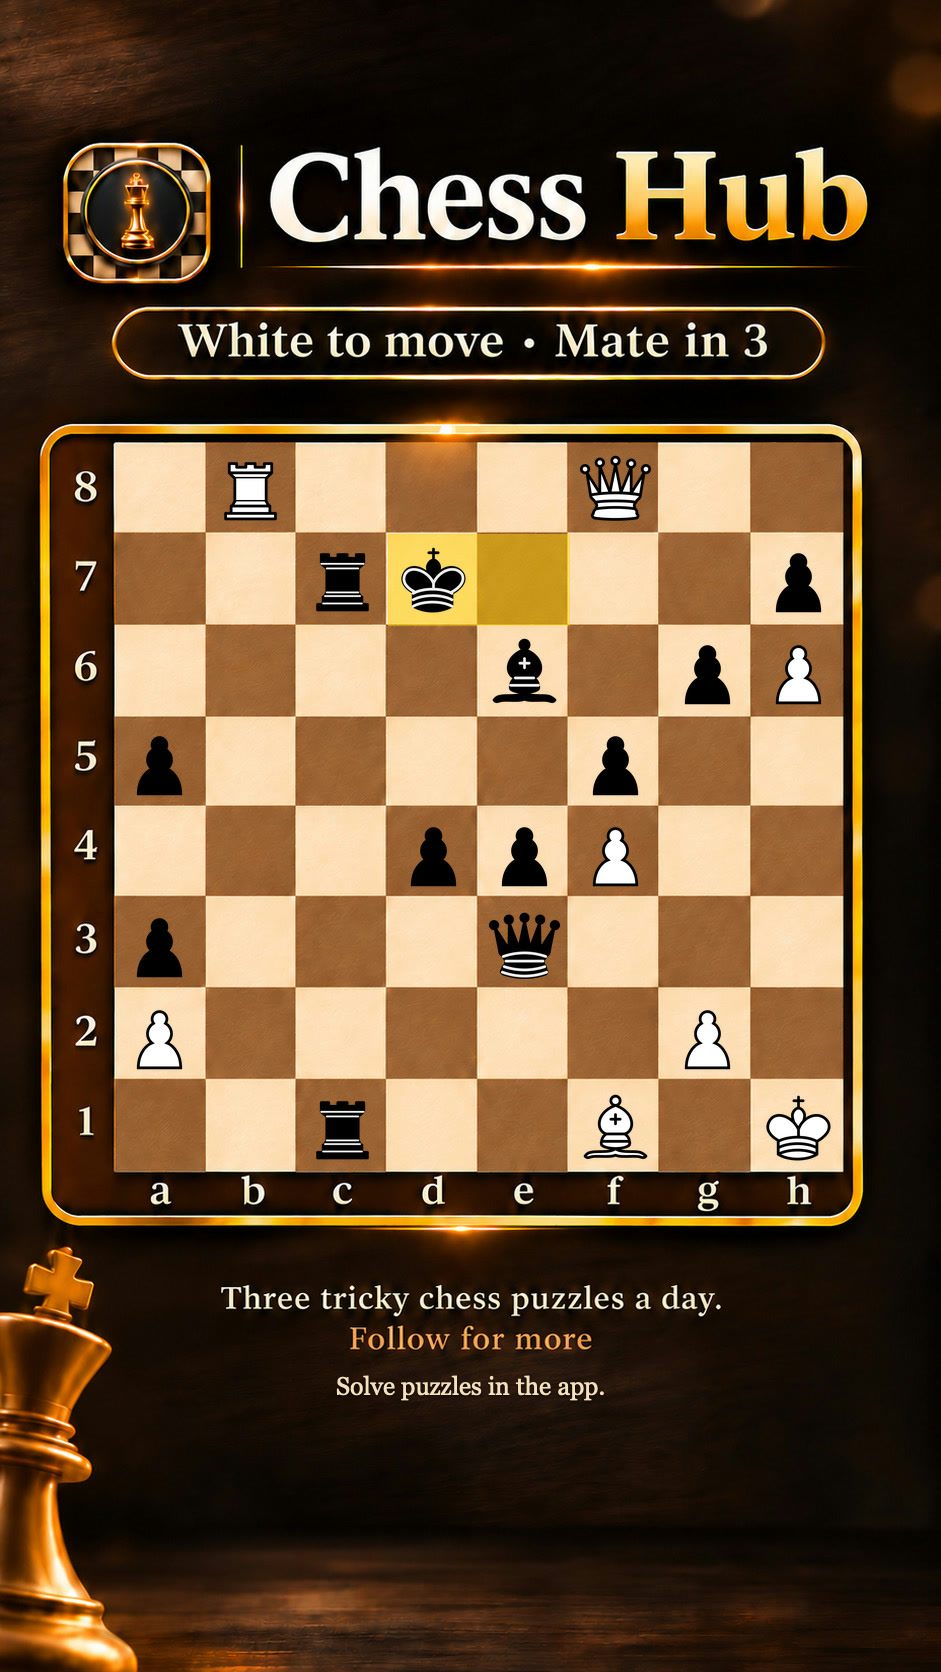 Chess Hub
White to move • Mate in 3
8
7
6
5
4
3
2
1
a b c d e f g h
Three tricky chess puzzles a day.
Follow for more
Solve puzzles in the app.